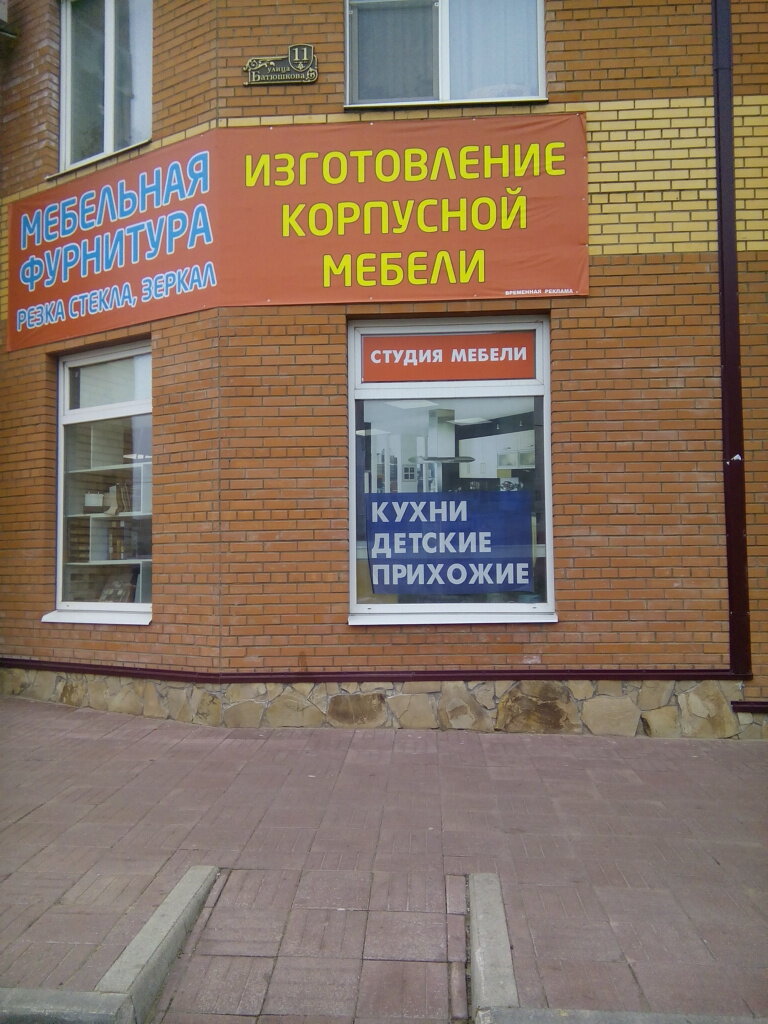 11
улица
Батюшкова
МЕБЕЛЬНАЯ
ФУРНИТУРА
РЕЗКА СТЕКЛА, ЗЕРКАЛ
ИЗГОТОВЛЕНИЕ
КОРПУСНОЙ
МЕБЕЛИ
ВРЕМЕННАЯ РЕКЛАМА
СТУДИЯ МЕБЕЛИ
КУХНИ
ДЕТСКИЕ
ПРИХОЖИЕ